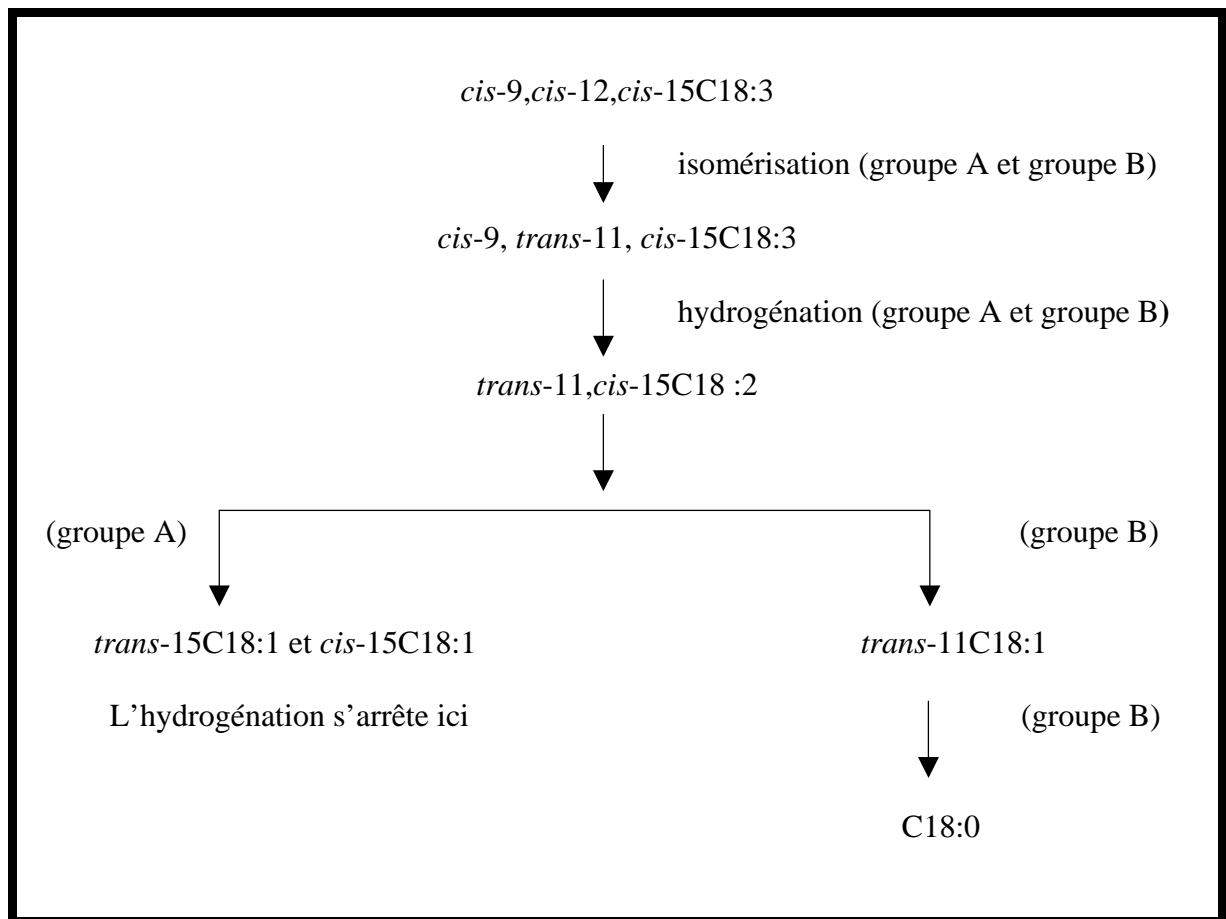 cis-9,cis-12,cis-15C18:3
isomérisation (groupe A et groupe B)
cis-9, trans-11, cis-15C18:3
hydrogénation (groupe A et groupe B)
trans-11,cis-15C18 :2
(groupe A)
(groupe B)
trans-15C18:1 et cis-15C18:1
trans-11C18:1
L’hydrogénation s’arrête ici
(groupe B)
C18:0